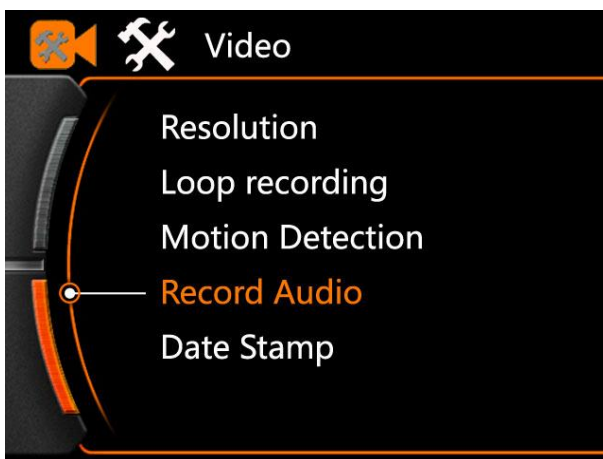 Video
Resolution
Loop recording
Motion Detection
Record Audio
Date Stamp